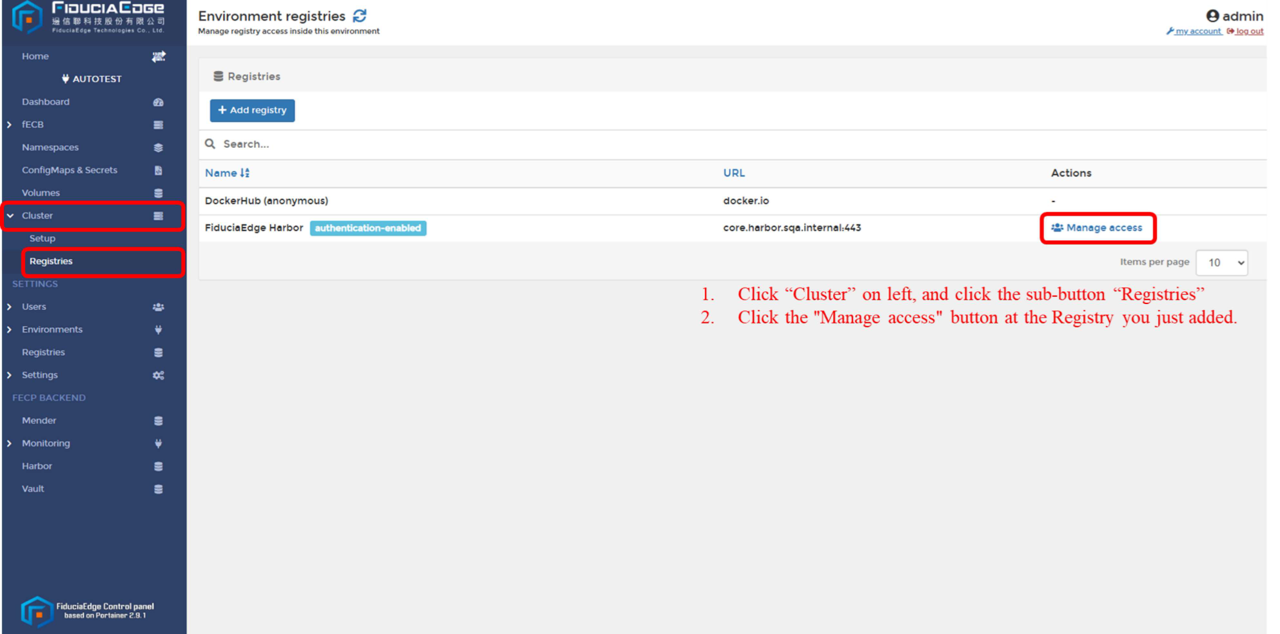 FIDUCIAEDGE
遍信聯科技股份有限公司
FiduciaEdge Technologies Co., Ltd.
Environment registries
Manage registry access inside this environment
admin
my account log out
Home
AUTOTEST
Dashboard
fECB
Namespaces
ConfigMaps & Secrets
Volumes
Cluster
Setup
Registries
SETTINGS
Users
Environments
Registries
Settings
FECP BACKEND
Mender
Monitoring
Harbor
Vault
FiduciaEdge Control panel
based on Portainer 2.9.1
Registries
+ Add registry
Search...
Name URL Actions
DockerHub (anonymous) docker.io -
FiduciaEdge Harbor authentication-enabled core.harbor.sqa.internal:443 Manage access
Items per page 10
1. Click “Cluster” on left, and click the sub-button “Registries”
2. Click the "Manage access" button at the Registry you just added.